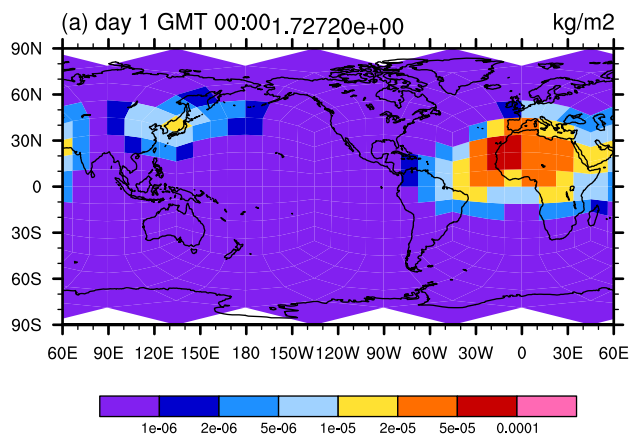 (a) day 1 GMT 00:00 1.72720e+00 kg/m2
90N
60N
30N
0
30S
60S
90S
60E 90E 120E 150E 180 150W 120W 90W 60W 30W 0 30E 60E
1e-06 2e-06 5e-06 1e-05 2e-05 5e-05 0.0001